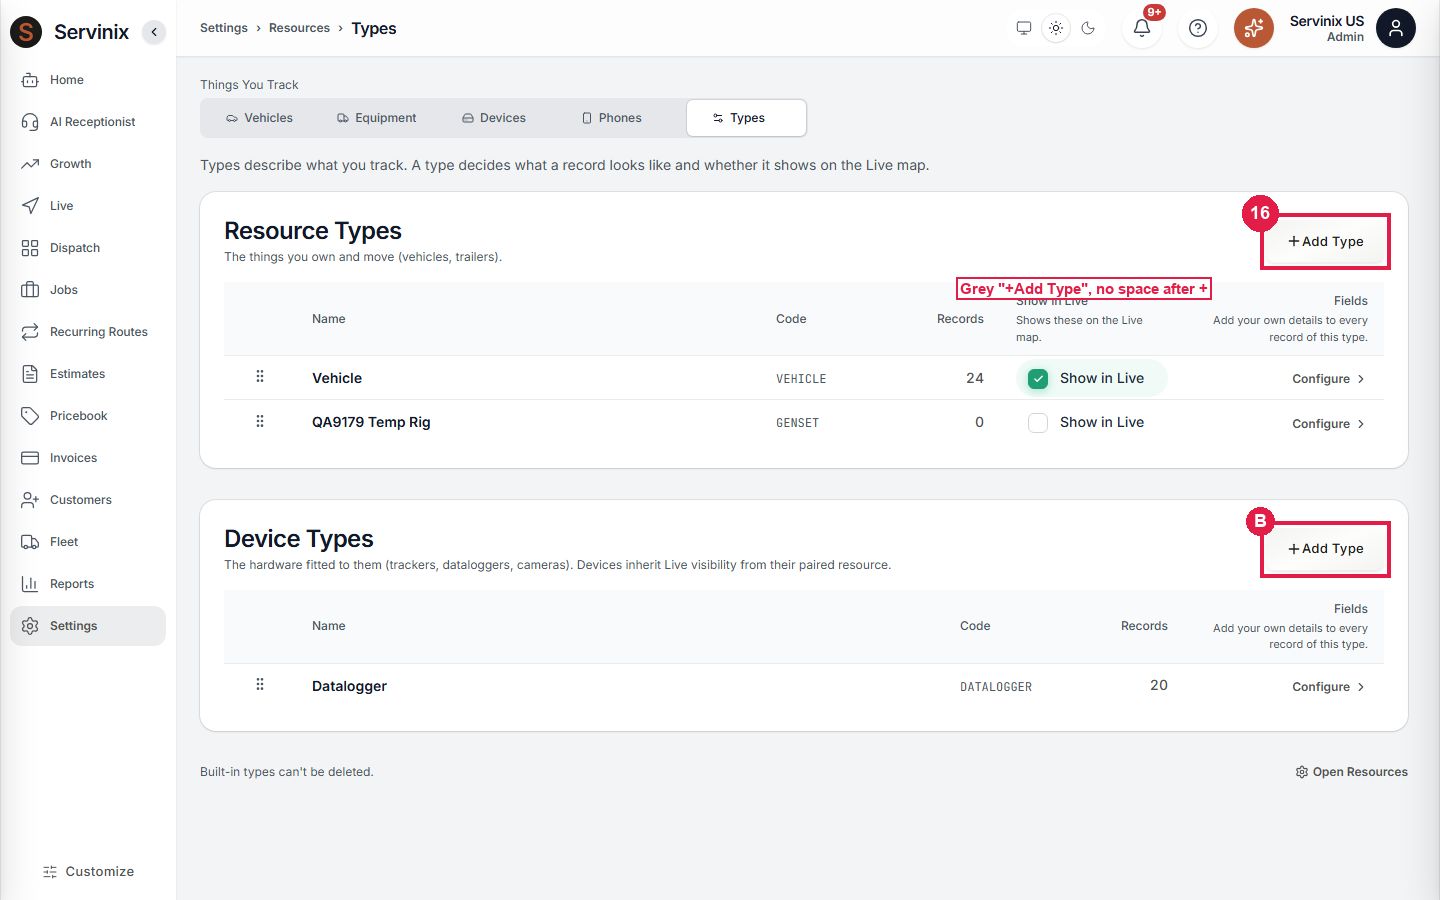 S Servinix
Home
AI Receptionist
Growth
Live
Dispatch
Jobs
Recurring Routes
Estimates
Pricebook
Invoices
Customers
Fleet
Reports
Settings
Customize
Settings › Resources › Types
9+
Servinix US
Admin
Things You Track
Vehicles Equipment Devices Phones Types
Types describe what you track. A type decides what a record looks like and whether it shows on the Live map.
Resource Types
The things you own and move (vehicles, trailers).
16
+Add Type
Grey "+Add Type", no space after +
Name Code Records Show in Live Fields
Shows these on the Live map.
Add your own details to every record of this type.
Vehicle VEHICLE 24 Show in Live Configure
QA9179 Temp Rig GENSET 0 Show in Live Configure
Device Types
The hardware fitted to them (trackers, dataloggers, cameras). Devices inherit Live visibility from their paired resource.
B
+Add Type
Name Code Records Fields
Add your own details to every record of this type.
Datalogger DATALOGGER 20 Configure
Built-in types can't be deleted.
Open Resources